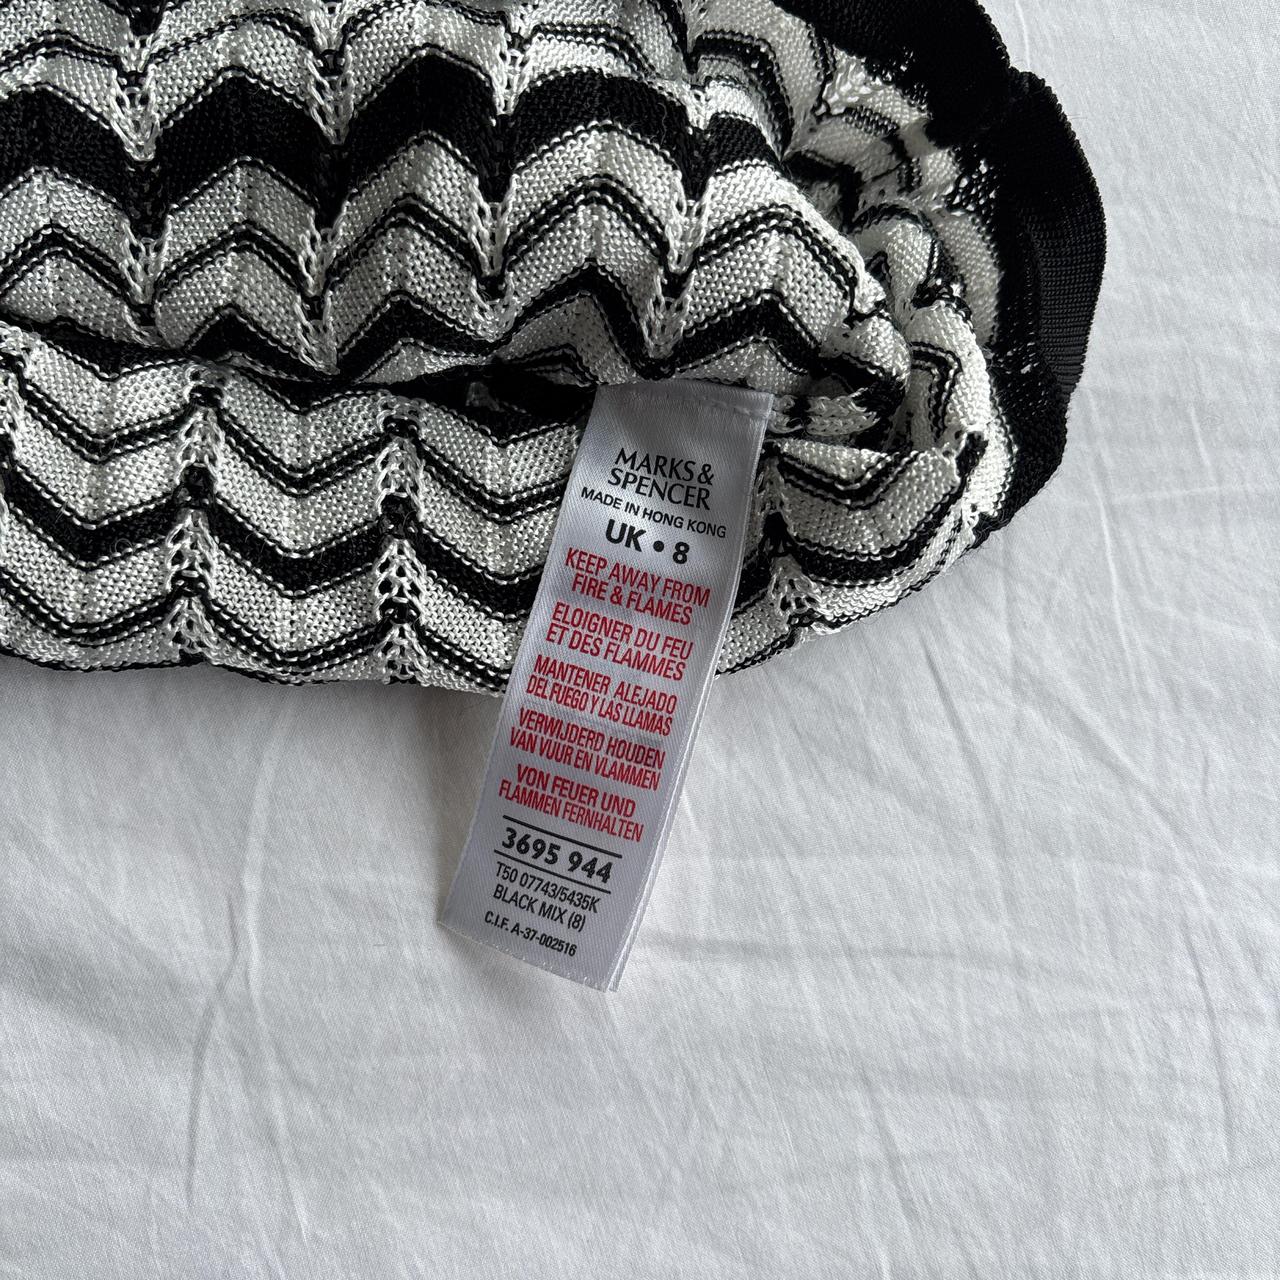 MARKS &
SPENCER
MADE IN HONG KONG
UK • 8
KEEP AWAY FROM
FIRE & FLAMES
ELOIGNER DU FEU
ET DES FLAMMES
MANTENER ALEJADO
DEL FUEGO Y LAS LLAMAS
VERWIJDERD HOUDEN
VAN VUUR EN VLAMMEN
VON FEUER UND
FLAMMEN FERNHALTEN
3695 944
T50 07743/5435K
BLACK MIX (8)
C.I.F. A-37-002516